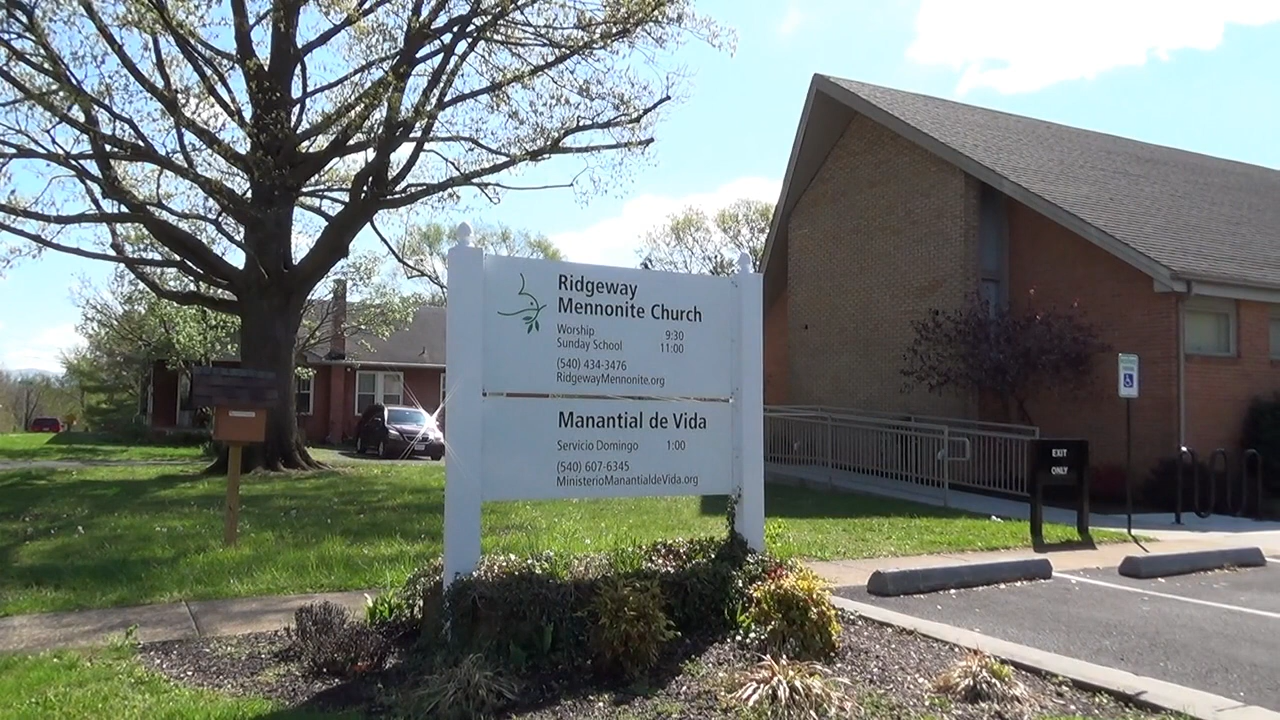 Ridgeway
Mennonite Church
Worship 9:30
Sunday School 11:00
(540) 434-3476
RidgewayMennonite.org
Manantial de Vida
Servicio Domingo 1:00
(540) 607-6345
MinisterioManantialdeVida.org
EXIT
ONLY